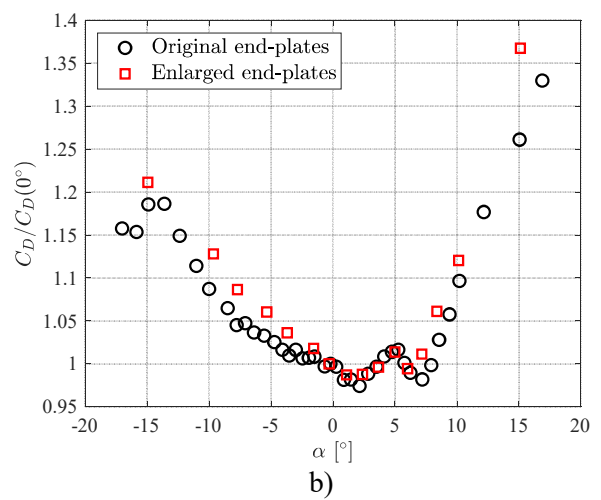 1.4
Original end-plates
Enlarged end-plates
1.35
1.3
1.25
1.2
1.15
1.1
1.05
1
0.95
C_D/C_D(0°)
-20 -15 -10 -5 0 5 10 15 20
α [°]
b)